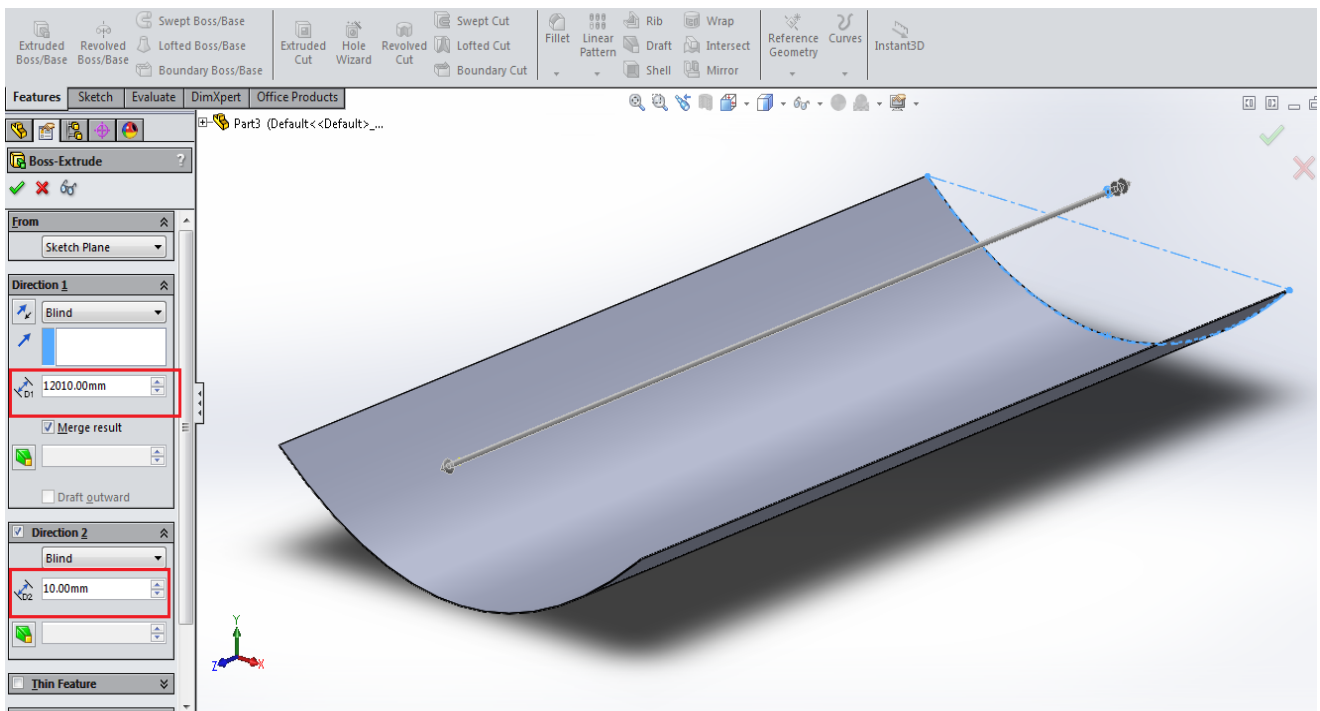 Extruded Boss/Base
Revolved Boss/Base
Swept Boss/Base
Lofted Boss/Base
Boundary Boss/Base
Extruded Cut
Hole Wizard
Revolved Cut
Swept Cut
Lofted Cut
Boundary Cut
Fillet
Linear Pattern
Rib
Draft
Shell
Wrap
Intersect
Mirror
Reference Geometry
Curves
Instant3D
Features
Sketch
Evaluate
DimXpert
Office Products
Part3 (Default<<Default>_...
Boss-Extrude
?
From
Sketch Plane
Direction 1
Blind
D1
12010.00mm
Merge result
Draft outward
Direction 2
Blind
D2
10.00mm
Thin Feature
Y
Z
X